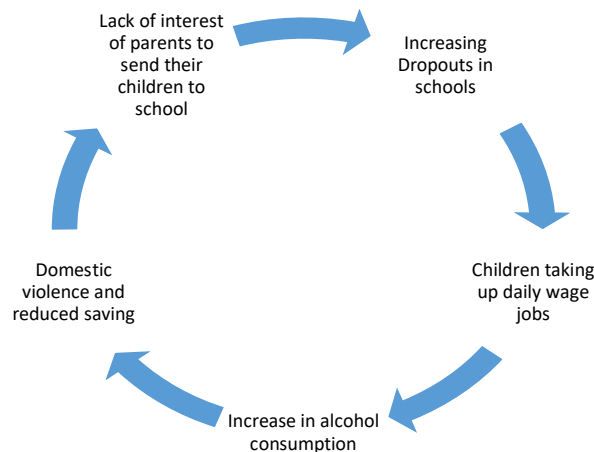 Lack of interest
of parents to
send their
children to
school
Increasing
Dropouts in
schools
Children taking
up daily wage
jobs
Increase in alcohol
consumption
Domestic
violence and
reduced saving